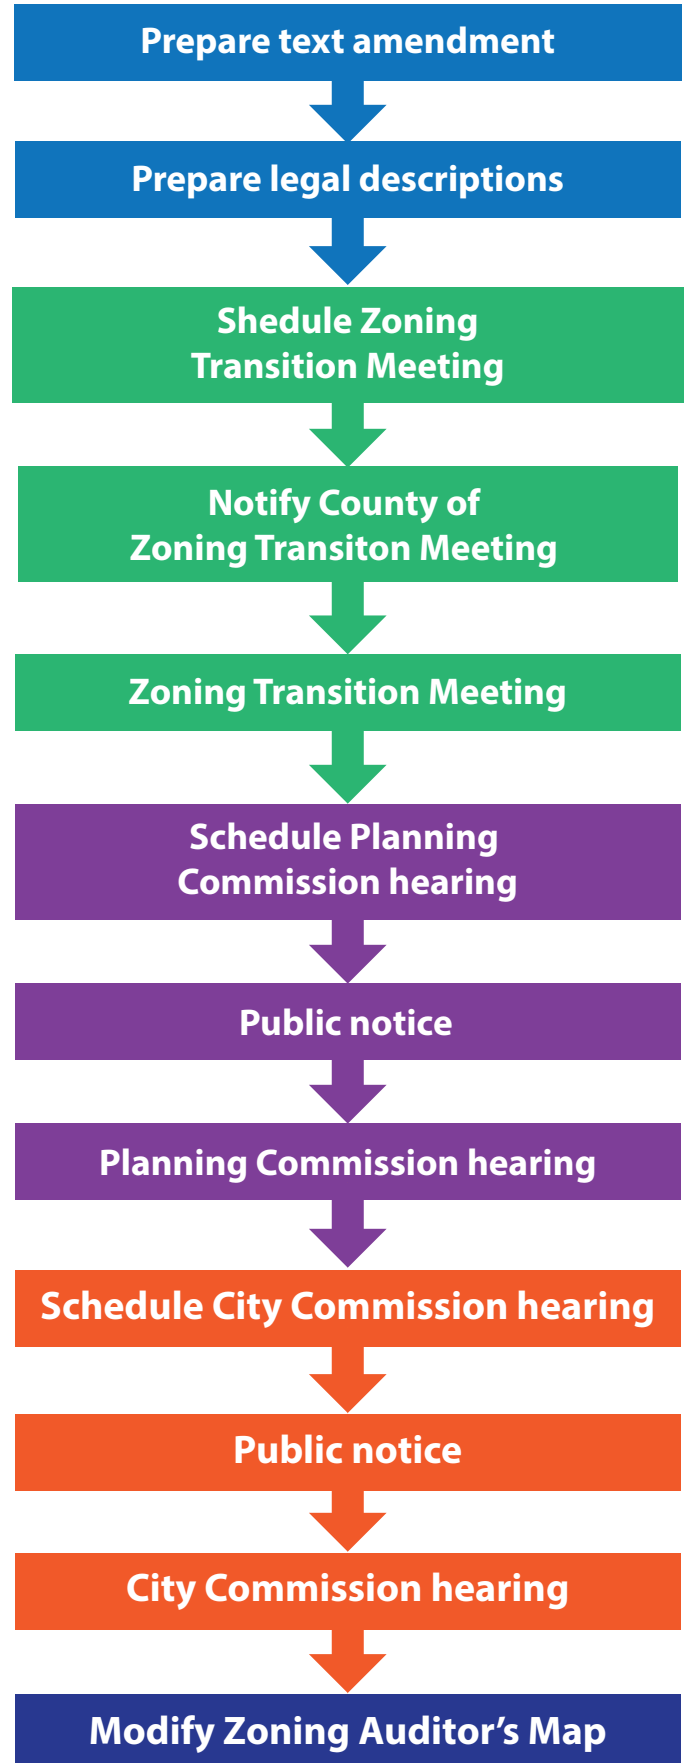 Prepare text amendment
Prepare legal descriptions
Shedule Zoning
Transition Meeting
Notify County of
Zoning Transiton Meeting
Zoning Transition Meeting
Schedule Planning
Commission hearing
Public notice
Planning Commission hearing
Schedule City Commission hearing
Public notice
City Commission hearing
Modify Zoning Auditor's Map